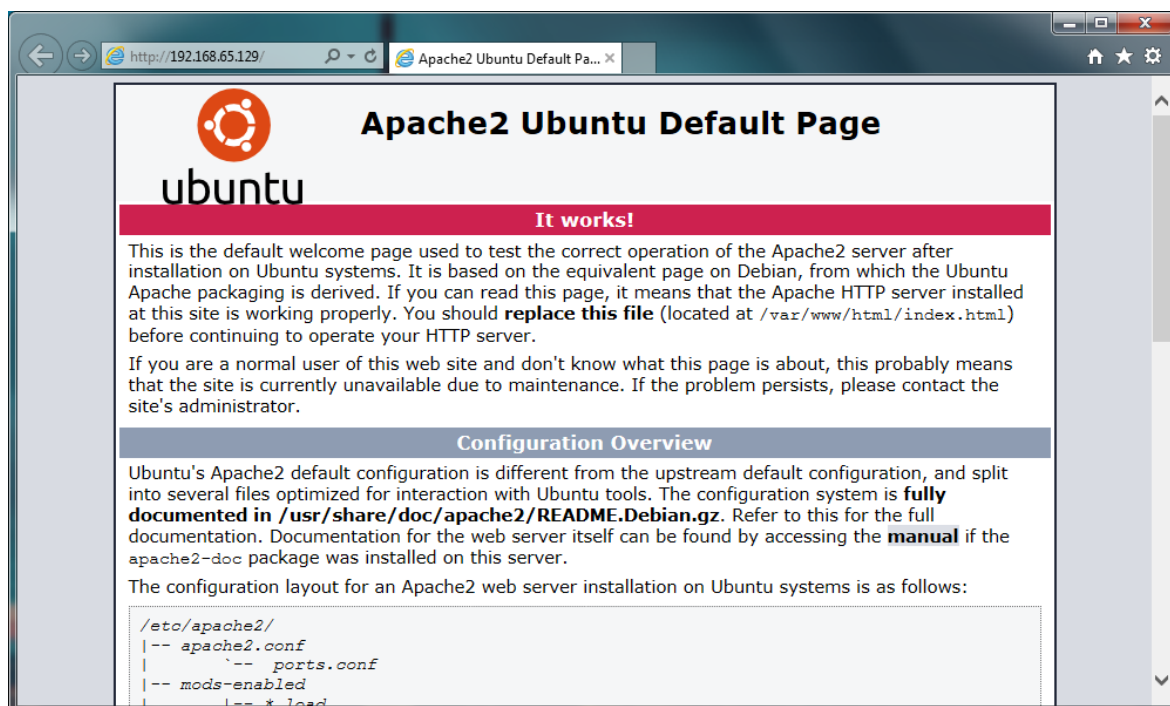 http://192.168.65.129/
Apache2 Ubuntu Default Pa...
ubuntu
Apache2 Ubuntu Default Page
It works!
This is the default welcome page used to test the correct operation of the Apache2 server after
installation on Ubuntu systems. It is based on the equivalent page on Debian, from which the Ubuntu
Apache packaging is derived. If you can read this page, it means that the Apache HTTP server installed
at this site is working properly. You should replace this file (located at /var/www/html/index.html)
before continuing to operate your HTTP server.
If you are a normal user of this web site and don't know what this page is about, this probably means
that the site is currently unavailable due to maintenance. If the problem persists, please contact the
site's administrator.
Configuration Overview
Ubuntu's Apache2 default configuration is different from the upstream default configuration, and split
into several files optimized for interaction with Ubuntu tools. The configuration system is fully
documented in /usr/share/doc/apache2/README.Debian.gz. Refer to this for the full
documentation. Documentation for the web server itself can be found by accessing the manual if the
apache2-doc package was installed on this server.
The configuration layout for an Apache2 web server installation on Ubuntu systems is as follows:
/etc/apache2/
|-- apache2.conf
|       `--  ports.conf
|-- mods-enabled
|       |-- *.load